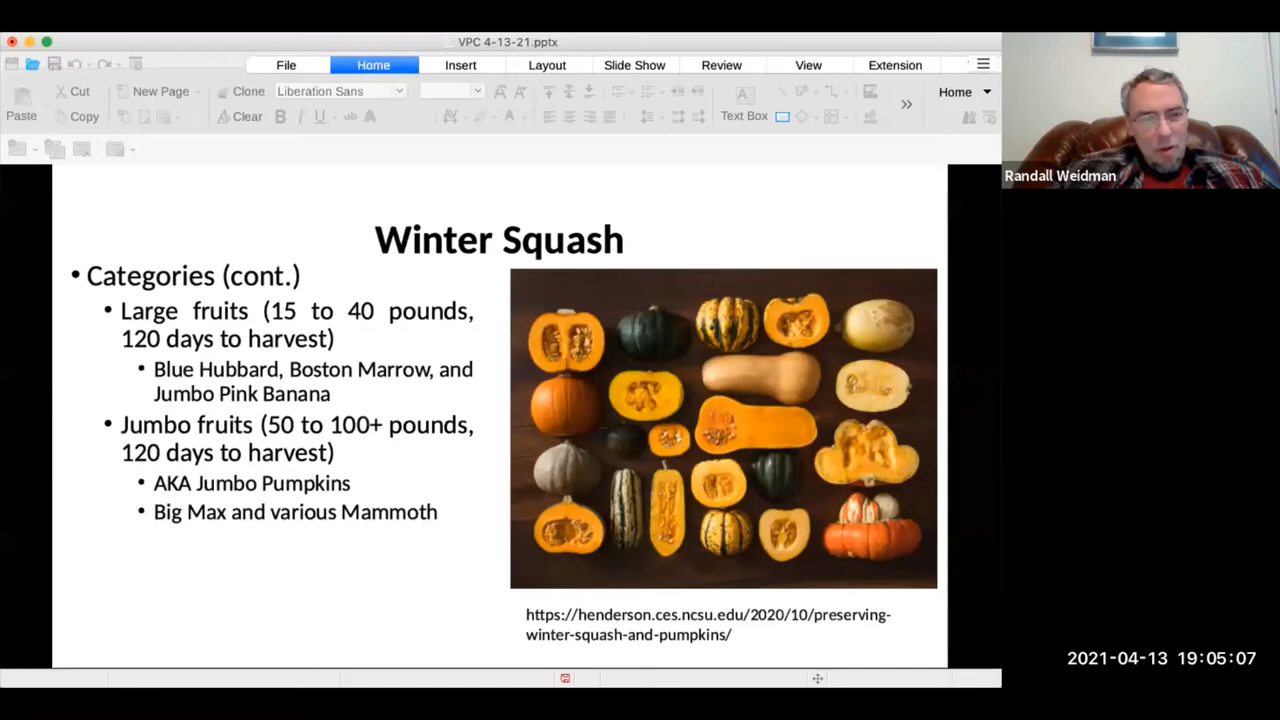 VPC 4-13-21.pptx
File Home Insert Layout Slide Show Review View Extension
Cut New Page Clone Liberation Sans Home
Paste Copy Clear B I U ab A Text Box
Randall Weidman
Winter Squash
• Categories (cont.)
• Large fruits (15 to 40 pounds,
120 days to harvest)
• Blue Hubbard, Boston Marrow, and
Jumbo Pink Banana
• Jumbo fruits (50 to 100+ pounds,
120 days to harvest)
• AKA Jumbo Pumpkins
• Big Max and various Mammoth
https://henderson.ces.ncsu.edu/2020/10/preserving-
winter-squash-and-pumpkins/
2021-04-13 19:05:07